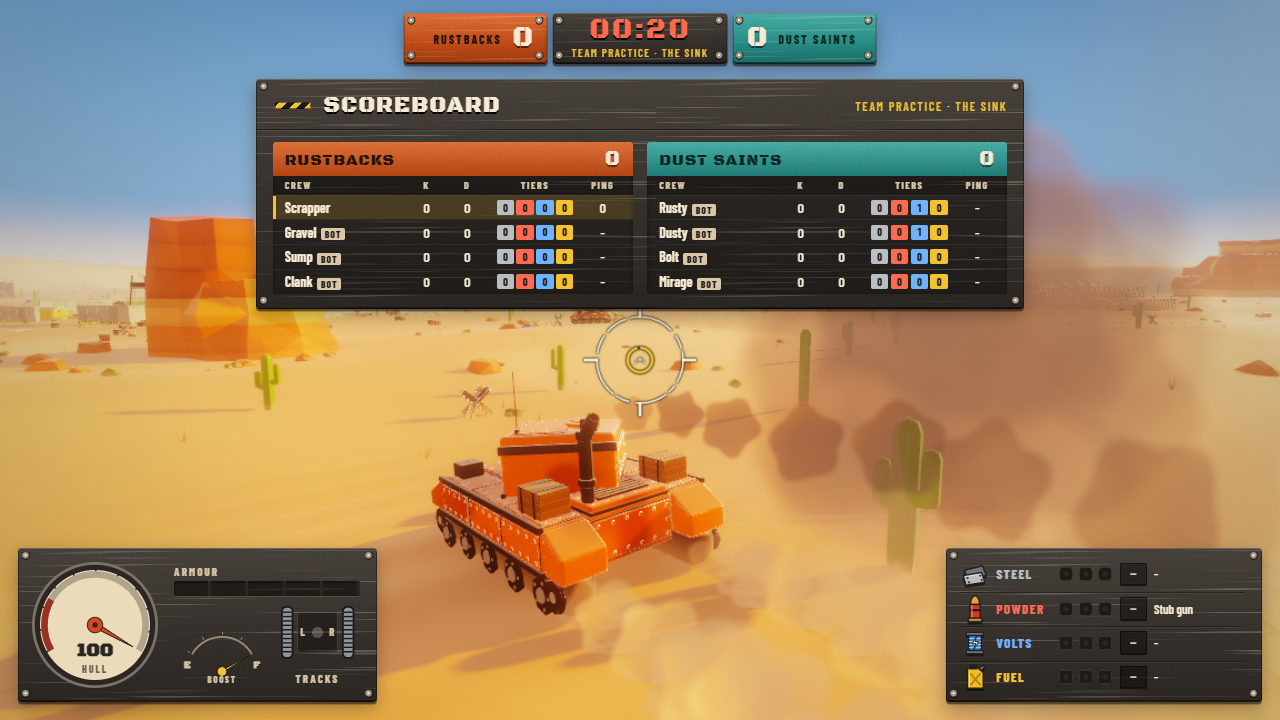 RUSTBACKS 0
00:20
TEAM PRACTICE - THE SINK
0 DUST SAINTS
SCOREBOARD
TEAM PRACTICE - THE SINK
RUSTBACKS 0
CREW K D TIERS PING
Scrapper 0 0 0 0 0 0 0
Gravel BOT 0 0 0 0 0 0 -
Sump BOT 0 0 0 0 0 0 -
Clank BOT 0 0 0 0 0 0 -
DUST SAINTS 0
CREW K D TIERS PING
Rusty BOT 0 0 0 0 1 0 -
Dusty BOT 0 0 0 0 1 0 -
Bolt BOT 0 0 0 0 0 0 -
Mirage BOT 0 0 0 0 0 0 -
ARMOUR
100
HULL
E F
BOOST
L R
TRACKS
STEEL - -
POWDER - Stub gun
VOLTS - -
FUEL - -